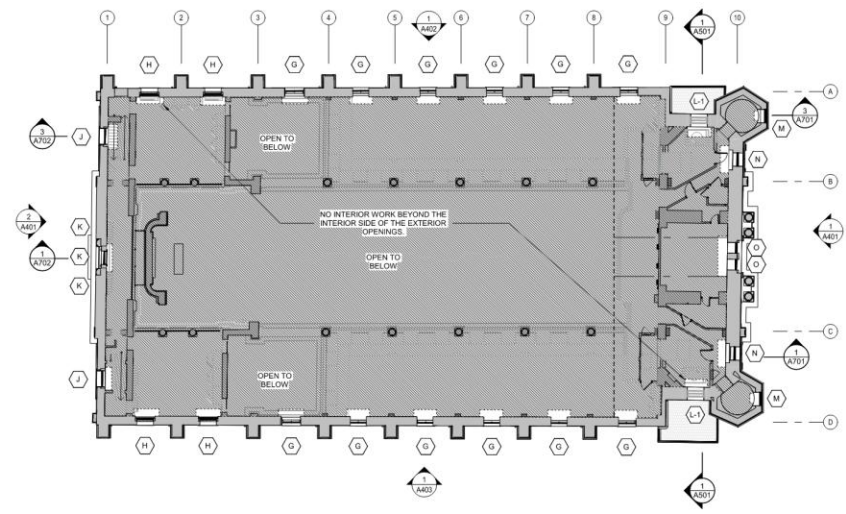 1 2 3 4 5 6 7 8 9 10
1
A402
1
A501
H H G G G G G G
L-1
A
3
A701
M
3
A702
J
OPEN TO
BELOW
N
B
2
A401
K
NO INTERIOR WORK BEYOND THE
INTERIOR SIDE OF THE EXTERIOR
OPENINGS.
1
A401
K
1
A702
OPEN TO
BELOW
O
O
K
C
N
1
A701
J
OPEN TO
BELOW
M
L-1
D
H H G G G G G G
1
A403
1
A501